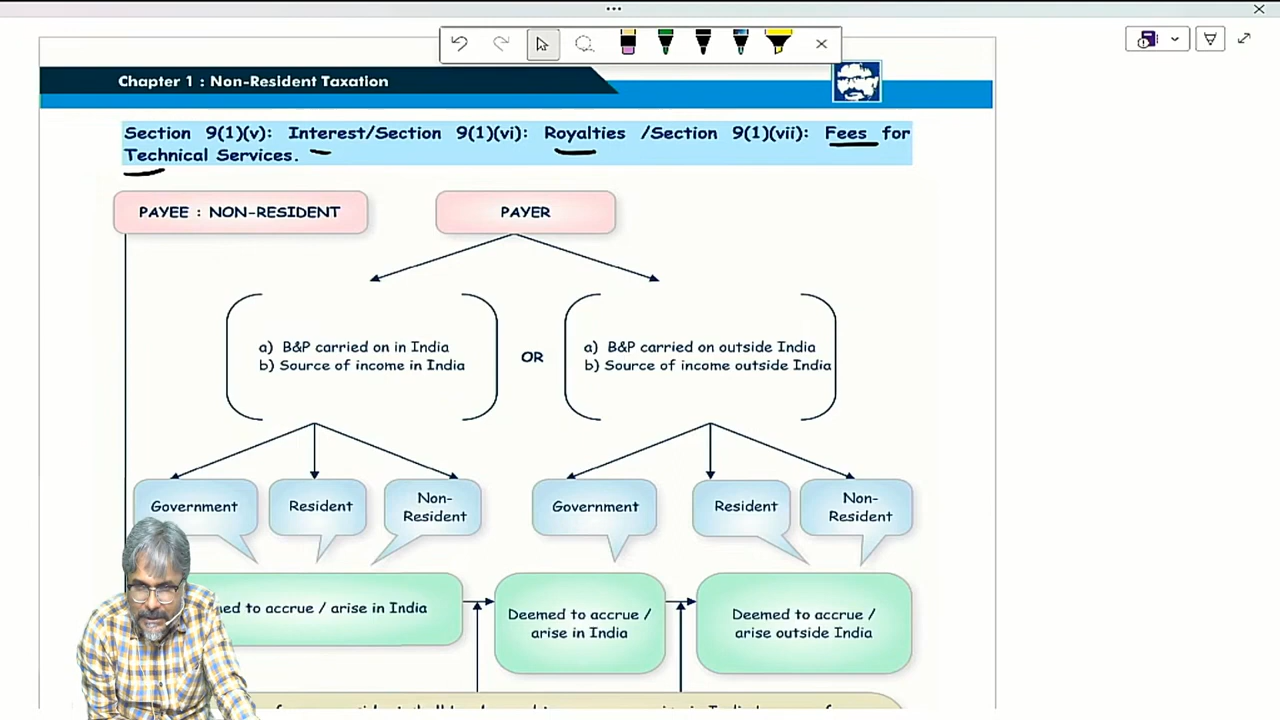 Chapter 1 : Non-Resident Taxation
Section 9(1)(v): Interest/Section 9(1)(vi): Royalties /Section 9(1)(vii): Fees for
Technical Services.
PAYEE : NON-RESIDENT
PAYER
a) B&P carried on in India
b) Source of income in India
OR
a) B&P carried on outside India
b) Source of income outside India
Government
Resident
Non-
Resident
Government
Resident
Non-
Resident
to accrue / arise in India
Deemed to accrue /
arise in India
Deemed to accrue /
arise outside India